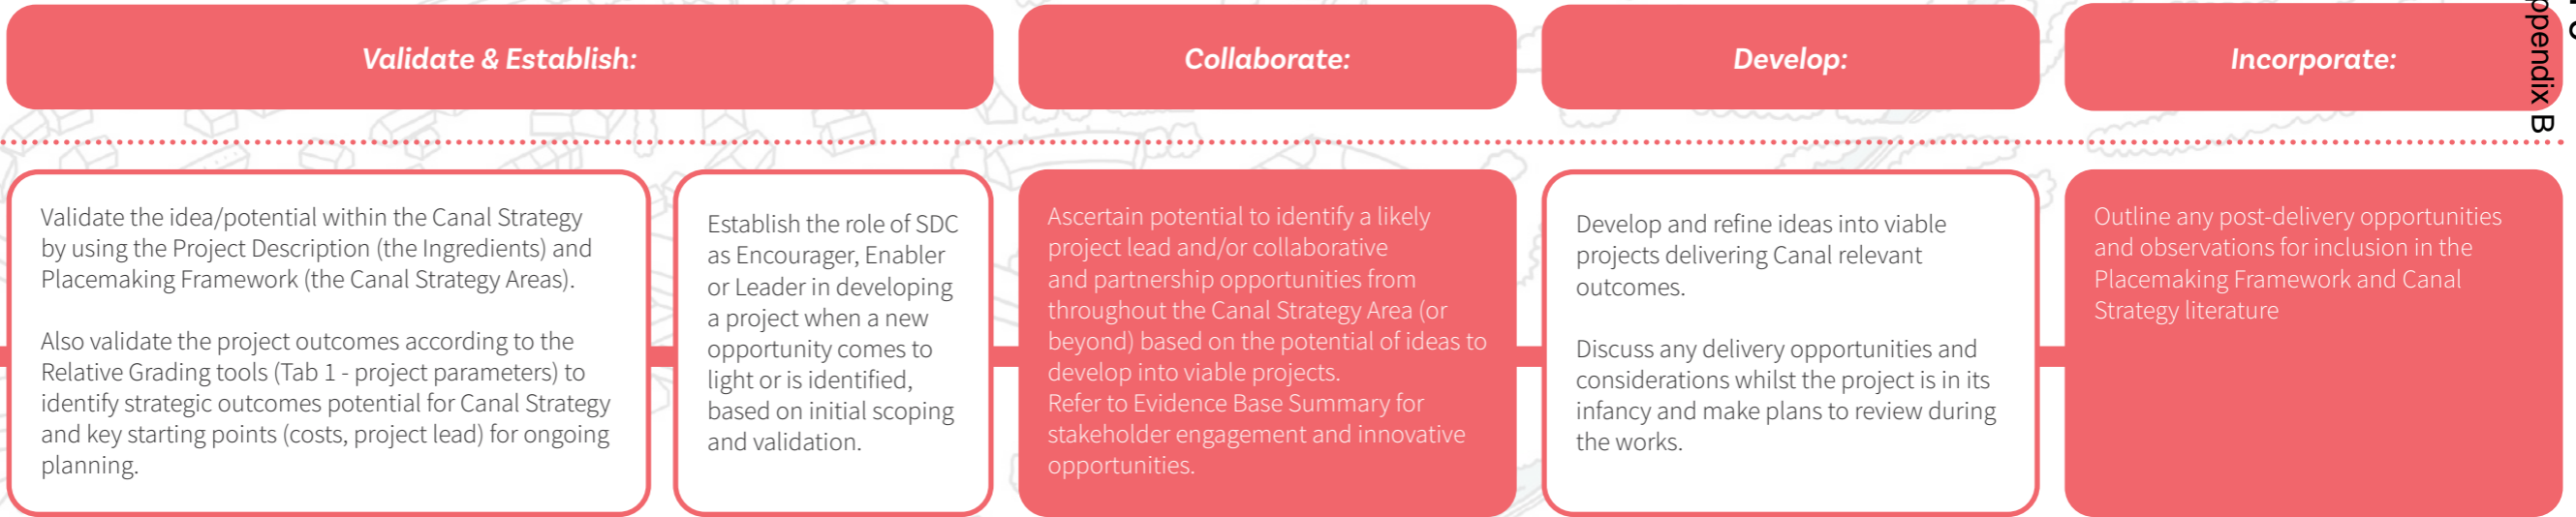 Validate & Establish:
Collaborate:
Develop:
Incorporate:
Validate the idea/potential within the Canal Strategy
by using the Project Description (the Ingredients) and
Placemaking Framework (the Canal Strategy Areas).
Also validate the project outcomes according to the
Relative Grading tools (Tab 1 - project parameters) to
identify strategic outcomes potential for Canal Strategy
and key starting points (costs, project lead) for ongoing
planning.
Establish the role of SDC
as Encourager, Enabler
or Leader in developing
a project when a new
opportunity comes to
light or is identified,
based on initial scoping
and validation.
Ascertain potential to identify a likely
project lead and/or collaborative
and partnership opportunities from
throughout the Canal Strategy Area (or
beyond) based on the potential of ideas to
develop into viable projects.
Refer to Evidence Base Summary for
stakeholder engagement and innovative
opportunities.
Develop and refine ideas into viable
projects delivering Canal relevant
outcomes.
Discuss any delivery opportunities and
considerations whilst the project is in its
infancy and make plans to review during
the works.
Outline any post-delivery opportunities
and observations for inclusion in the
Placemaking Framework and Canal
Strategy literature
ppendix B